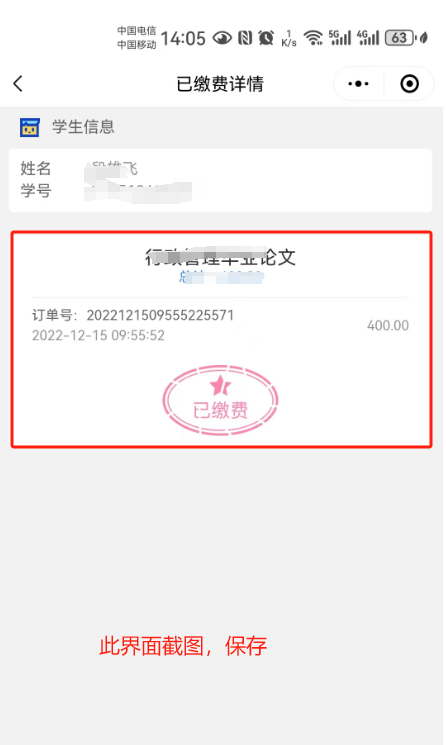 中国电信
中国移动
14:05
1
K/s
5G
4G
63
已缴费详情
学生信息
姓名
学号
行政管理毕业论文
订单号：2022121509555225571
2022-12-15 09:55:52
400.00
已缴费
此界面截图，保存